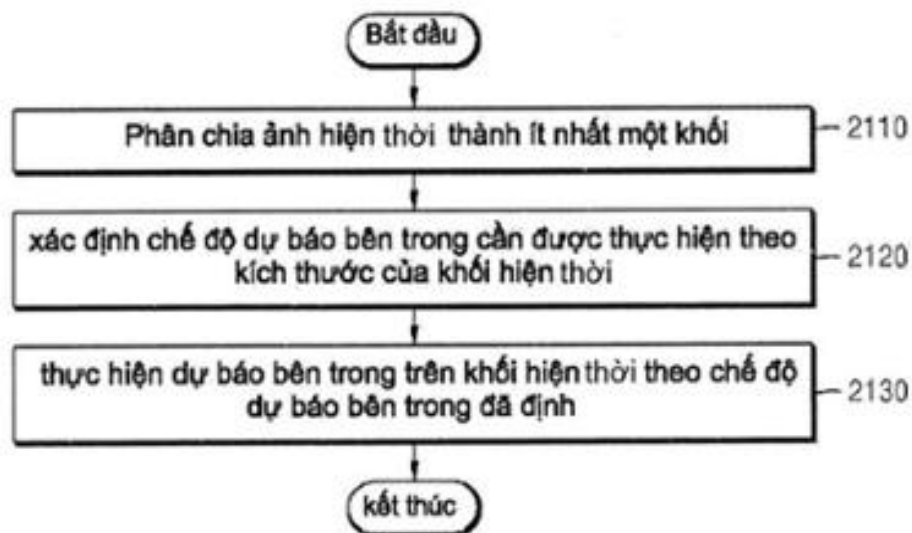 Bắt đầu
Phân chia ảnh hiện thời thành ít nhất một khối
2110
xác định chế độ dự báo bên trong cần được thực hiện theo
kích thước của khối hiện thời
2120
thực hiện dự báo bên trong trên khối hiện thời theo chế độ
dự báo bên trong đã định
2130
kết thúc